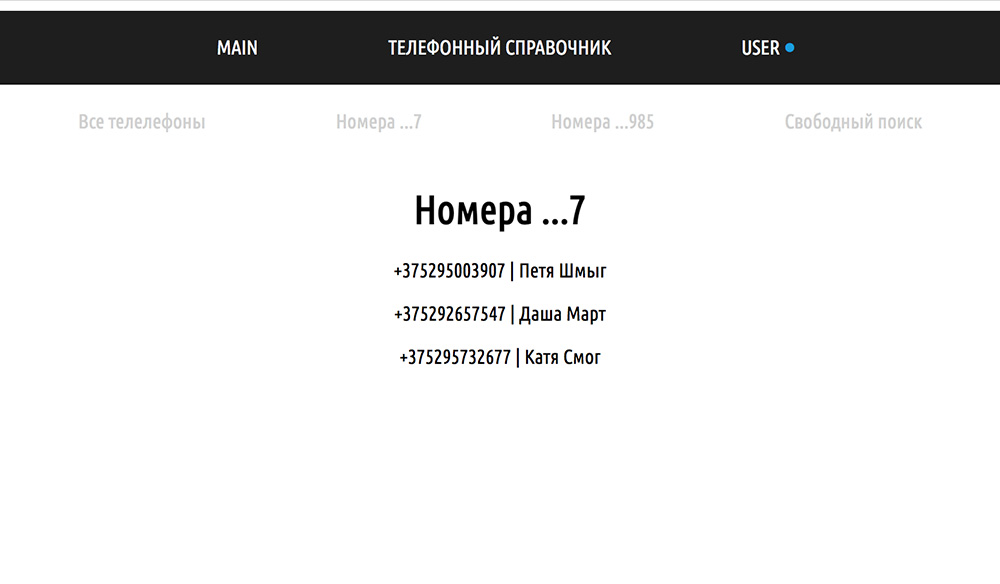 MAIN ТЕЛЕФОННЫЙ СПРАВОЧНИК USER
Все телелефоны Номера ...7 Номера ...985 Свободный поиск
Номера ...7
+375295003907 | Петя Шмыг
+375292657547 | Даша Март
+375295732677 | Катя Смог